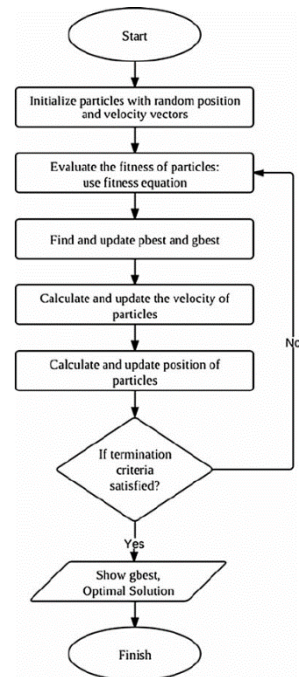 Start
Initialize particles with random position
and velocity vectors
Evaluate the fitness of particles:
use fitness equation
Find and update pbest and gbest
Calculate and update the velocity of
particles
Calculate and update position of
particles
No
If termination
criteria
satisfied?
Yes
Show gbest,
Optimal Solution
Finish